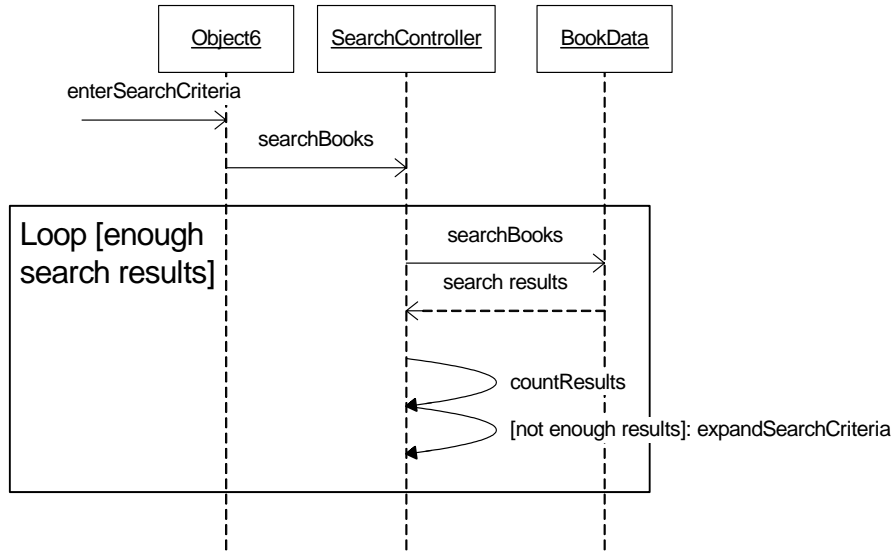 Object6
SearchController
BookData
enterSearchCriteria
searchBooks
Loop [enough
search results]
searchBooks
search results
countResults
[not enough results]: expandSearchCriteria